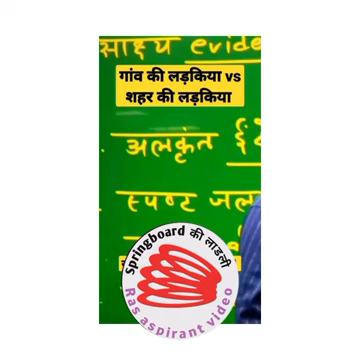 साक्ष्य evide
गांव की लड़किया vs
शहर की लड़किया
अलकृत
स्पष्ट जल
Springboard की लाडली
Ras aspirant video